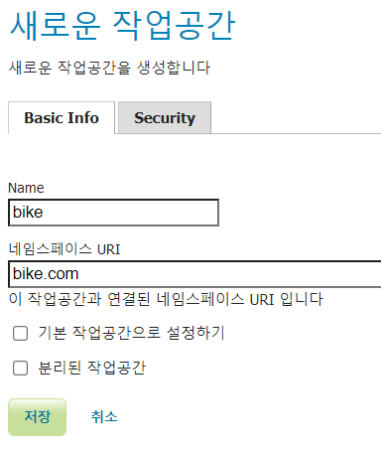 새로운 작업공간
새로운 작업공간을 생성합니다
Basic Info Security
Name
bike
네임스페이스 URI
bike.com
이 작업공간과 연결된 네임스페이스 URI 입니다
기본 작업공간으로 설정하기
분리된 작업공간
저장 취소